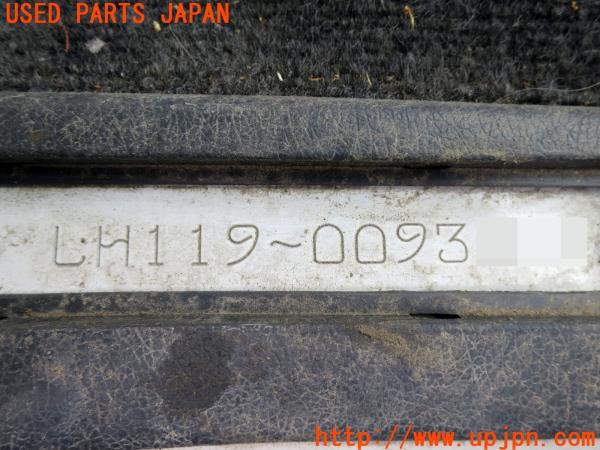 USED PARTS JAPAN
LH119-0093
http://www.upjpn.com